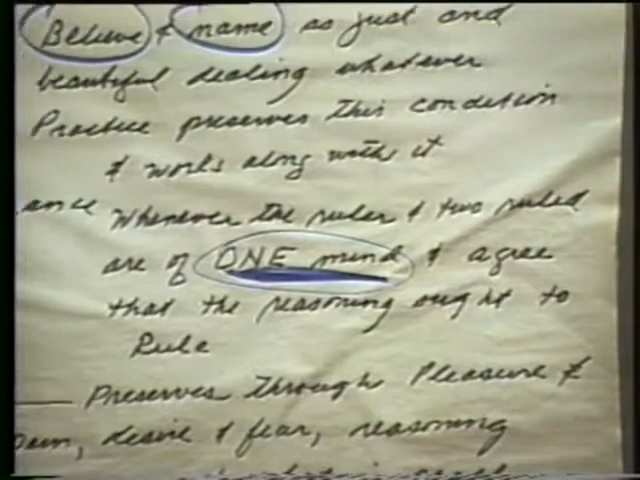 Believe & name as just and
beautiful dealing whatever
Practice preserves this condition
& works along with it
ance Whenever the ruler & two ruled
are of ONE mind & agree
that the reasoning ought to
Rule
Preserves through Pleasure &
Pain, desire & fear, reasoning